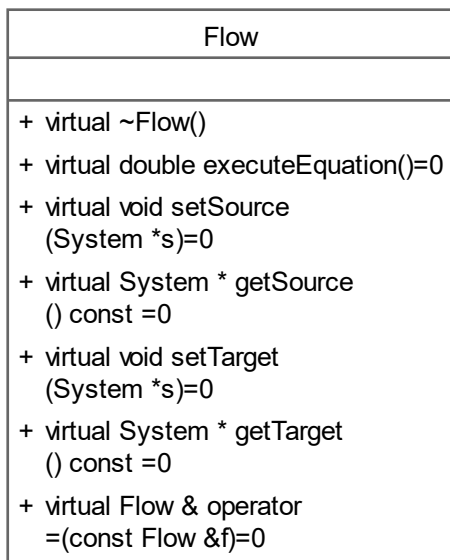 Flow
+ virtual ~Flow()
+ virtual double executeEquation()=0
+ virtual void setSource
(System *s)=0
+ virtual System * getSource
() const =0
+ virtual void setTarget
(System *s)=0
+ virtual System * getTarget
() const =0
+ virtual Flow & operator
=(const Flow &f)=0